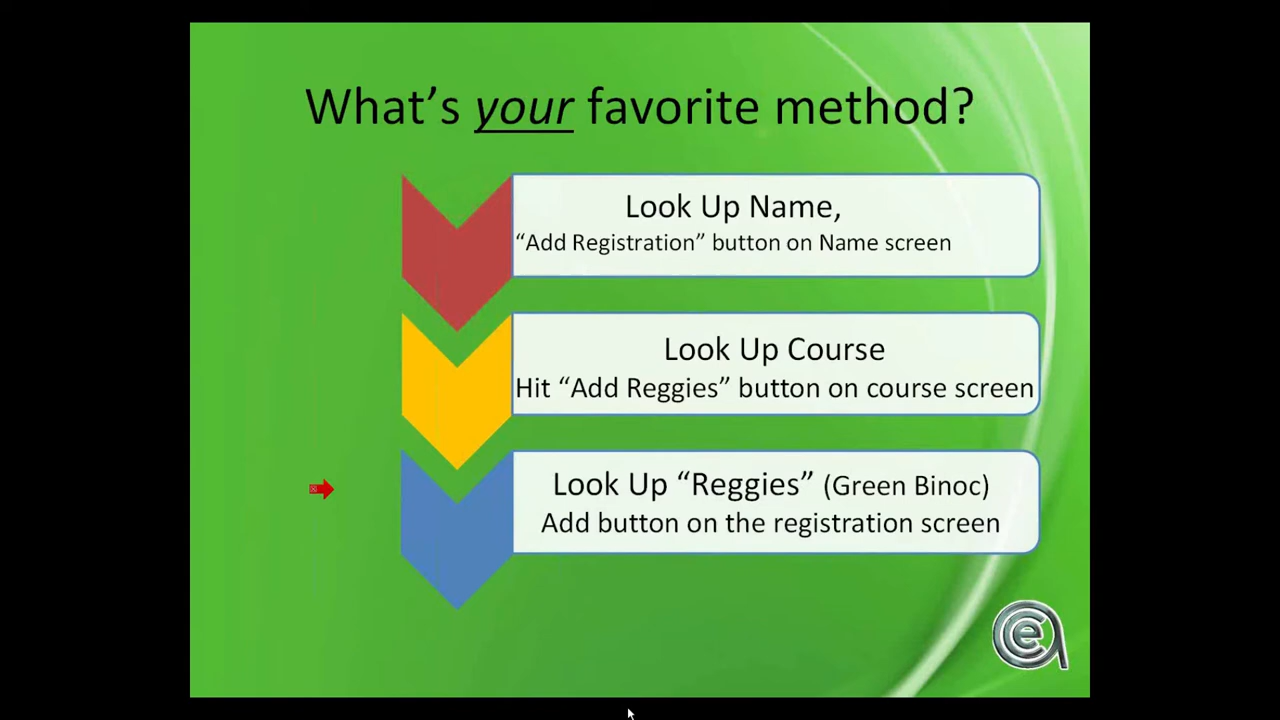 What’s your favorite method?
Look Up Name,
“Add Registration” button on Name screen
Look Up Course
Hit “Add Reggies” button on course screen
Look Up “Reggies” (Green Binoc)
Add button on the registration screen